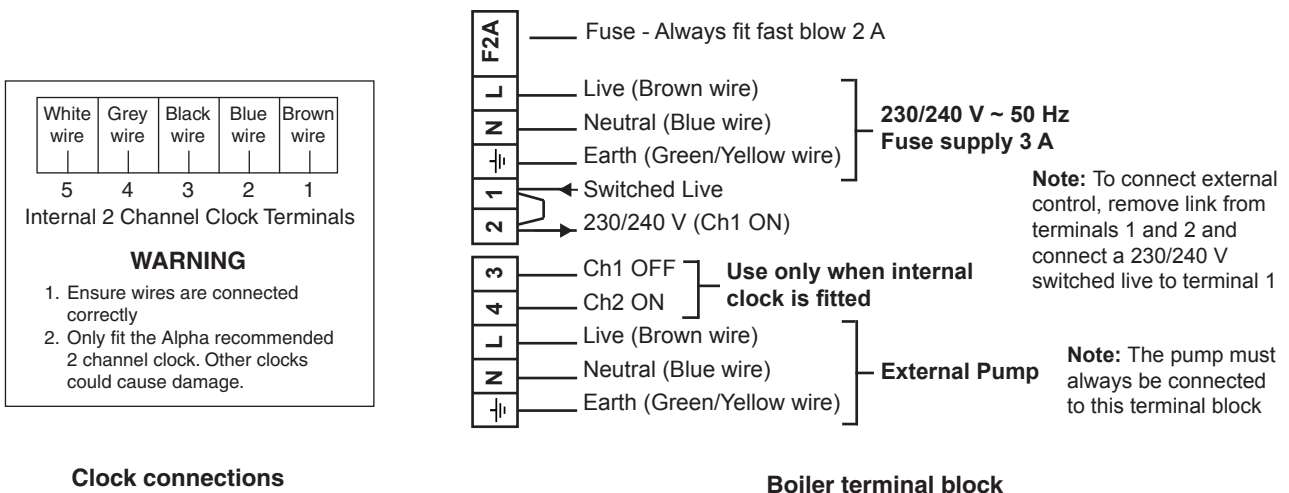 White wire
Grey wire
Black wire
Blue wire
Brown wire
5 4 3 2 1
Internal 2 Channel Clock Terminals
WARNING
1. Ensure wires are connected
correctly
2. Only fit the Alpha recommended
2 channel clock. Other clocks
could cause damage.
Clock connections
F2A
Fuse - Always fit fast blow 2 A
L
Live (Brown wire)
N
Neutral (Blue wire)
Earth (Green/Yellow wire)
230/240 V ~ 50 Hz
Fuse supply 3 A
1
Switched Live
2
230/240 V (Ch1 ON)
Note: To connect external
control, remove link from
terminals 1 and 2 and
connect a 230/240 V
switched live to terminal 1
3
Ch1 OFF
4
Ch2 ON
Use only when internal
clock is fitted
L
Live (Brown wire)
N
Neutral (Blue wire)
Earth (Green/Yellow wire)
External Pump
Note: The pump must
always be connected
to this terminal block
Boiler terminal block